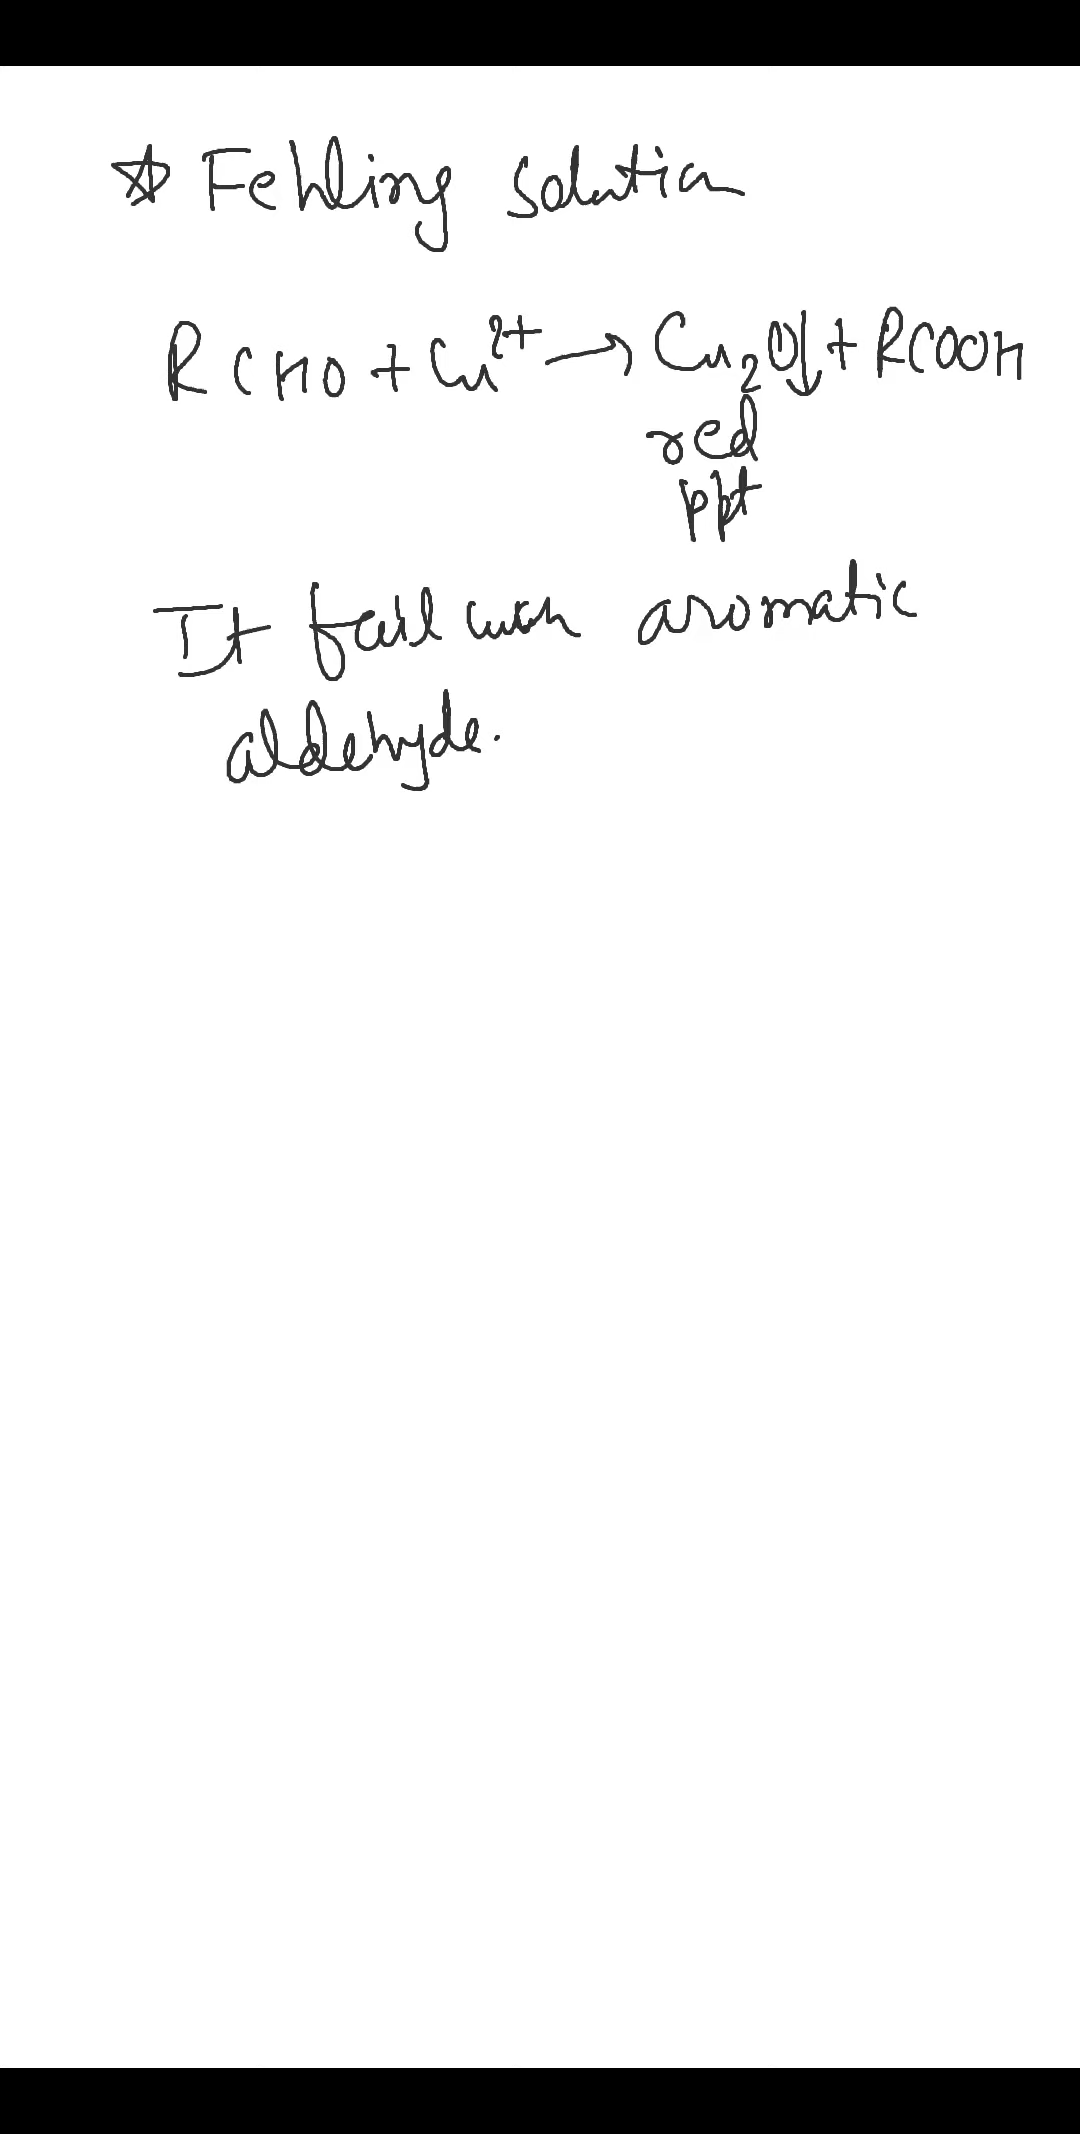 ☆ Fehling solution
RCHO + Cu²⁺ → Cu₂O↓ + RCOOH
red
ppt
It fail with aromatic
aldehyde.